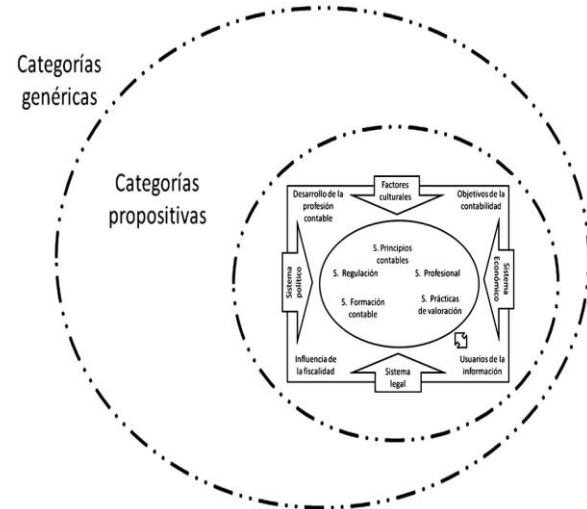 Categorías
genéricas
Categorías
propositivas
Desarrollo de la
profesión
contable
Factores
culturales
Objetivos de la
contabilidad
Sistema
político
S. Principios
contables
S. Regulación
S. Profesional
S. Formación
contable
S. Prácticas
de valoración
Sistema
Económico
Influencia de
la fiscalidad
Sistema
legal
Usuarios de la
información